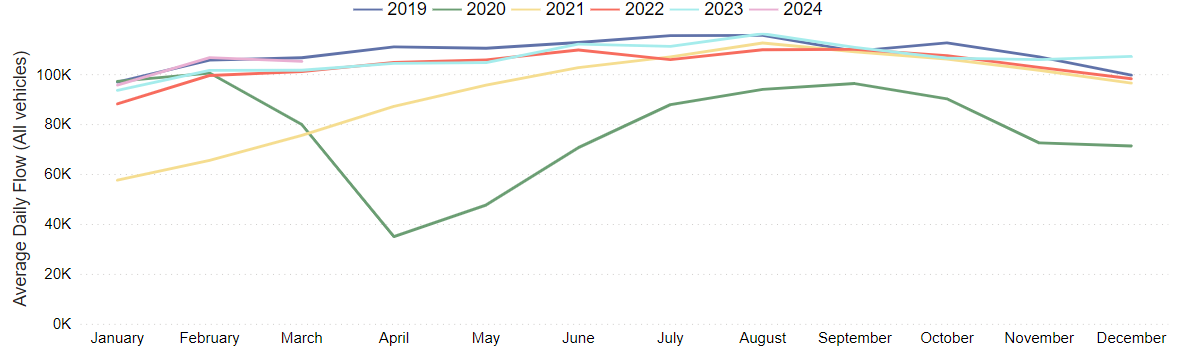 2019 2020 2021 2022 2023 2024
Average Daily Flow (All vehicles)
100K
80K
60K
40K
20K
0K
January February March April May June July August September October November December